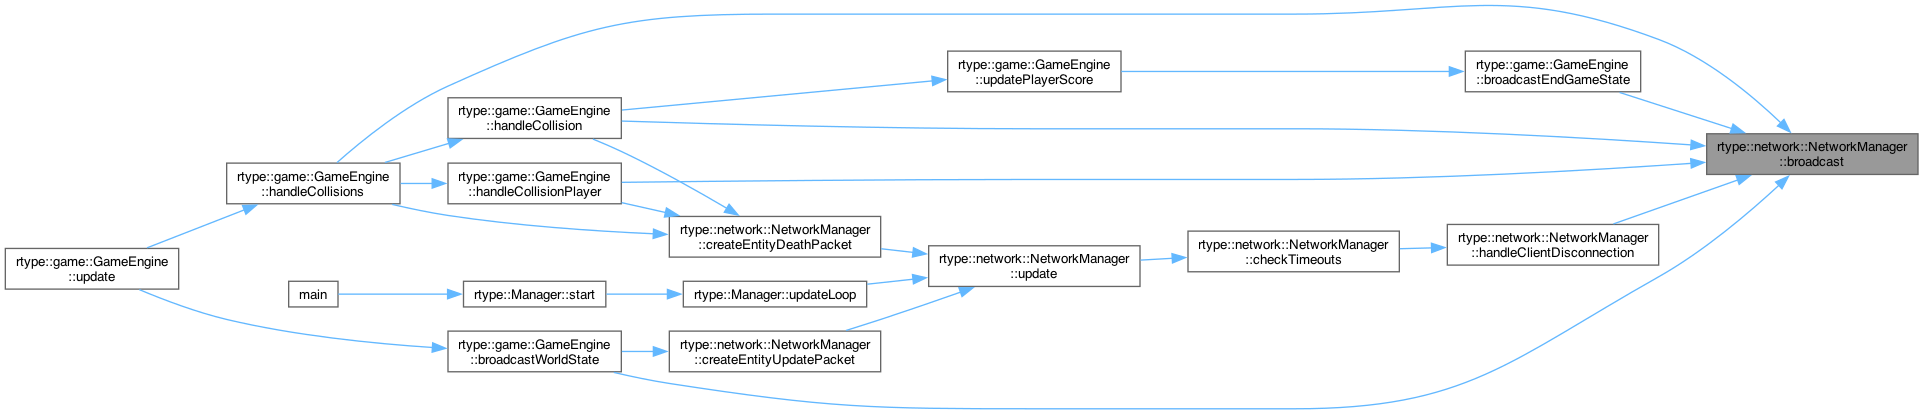 rtype::game::GameEngine
::updatePlayerScore
rtype::game::GameEngine
::broadcastEndGameState
rtype::game::GameEngine
::handleCollision
rtype::network::NetworkManager
::broadcast
rtype::game::GameEngine
::handleCollisions
rtype::game::GameEngine
::handleCollisionPlayer
rtype::network::NetworkManager
::createEntityDeathPacket
rtype::network::NetworkManager
::handleClientDisconnection
rtype::network::NetworkManager
::checkTimeouts
rtype::game::GameEngine
::update
rtype::network::NetworkManager
::update
main
rtype::Manager::start
rtype::Manager::updateLoop
rtype::game::GameEngine
::broadcastWorldState
rtype::network::NetworkManager
::createEntityUpdatePacket